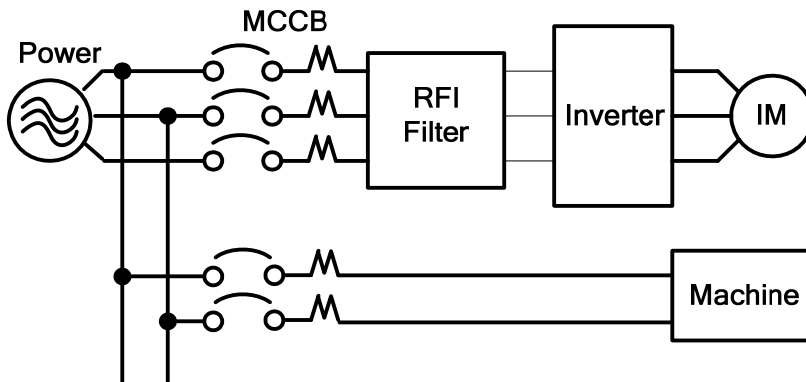 MCCB
Power
RFI
Filter
Inverter
IM
Machine